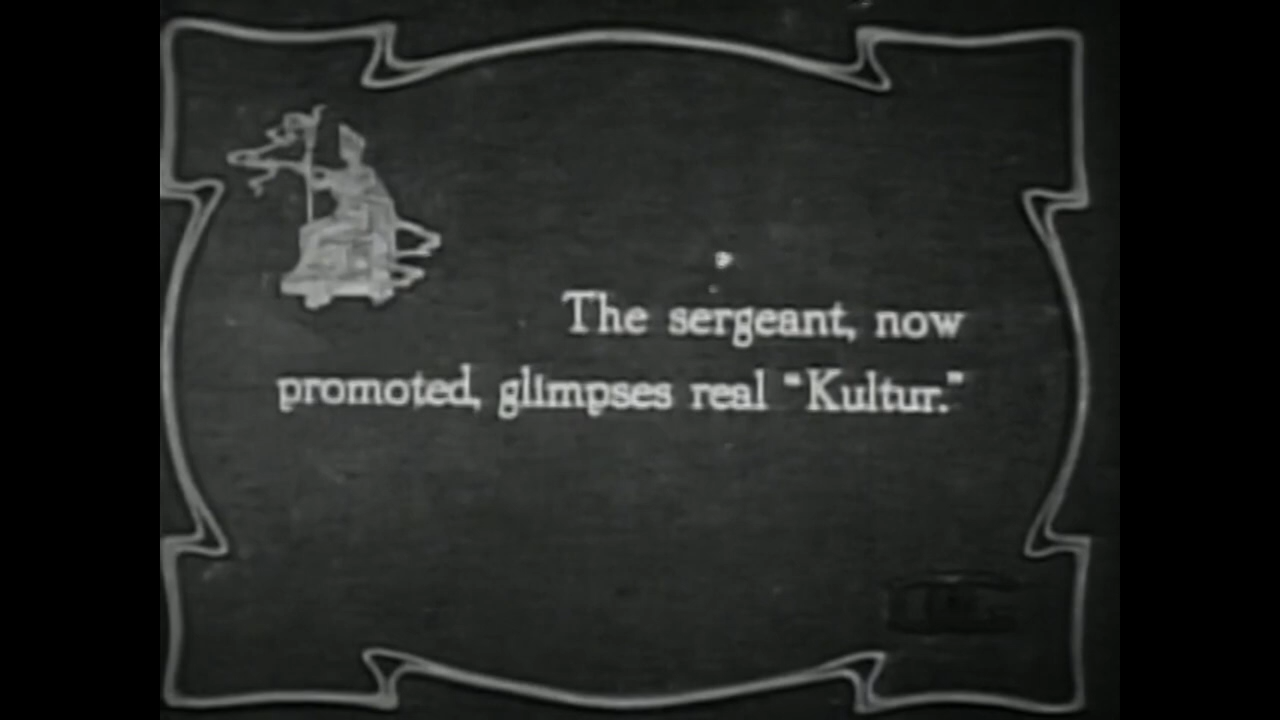 The sergeant, now
promoted, glimpses real "Kultur."